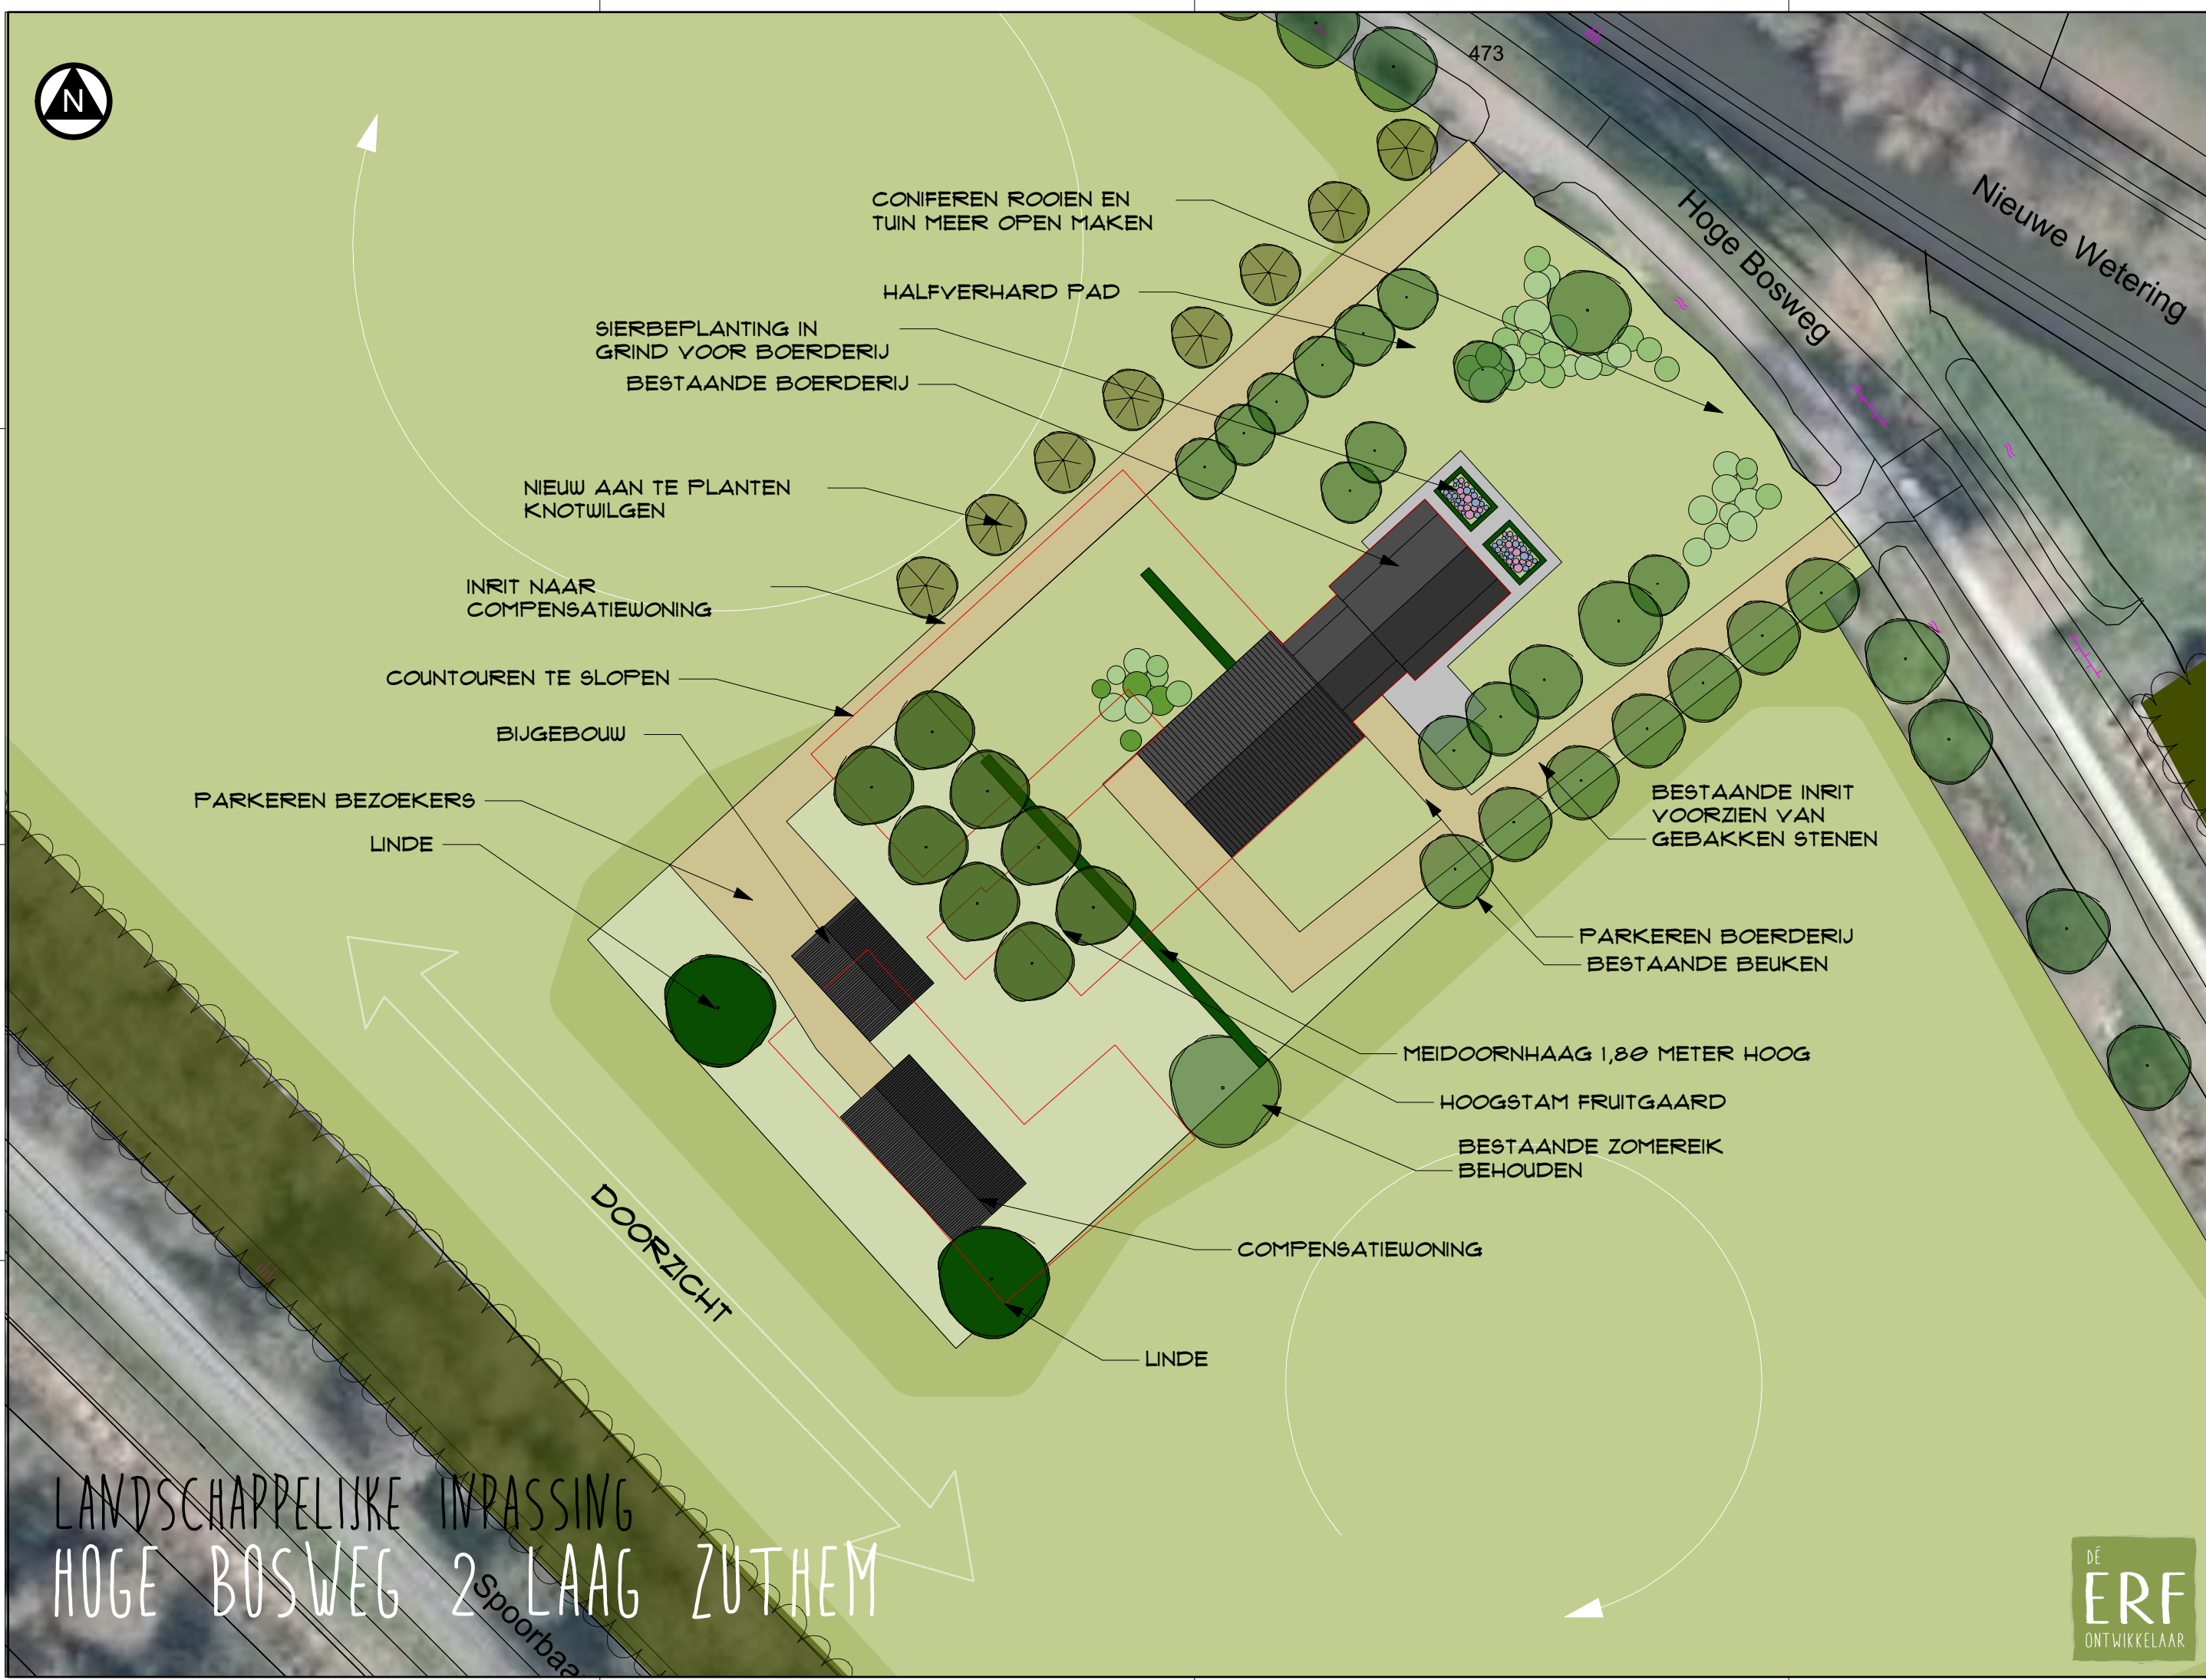 N
473
Hoge Bosweg
Nieuwe Wetering
CONIFEREN ROOIEN EN
TUIN MEER OPEN MAKEN
HALFVERHARD PAD
SIERBEPLANTING IN
GRIND VOOR BOERDERIJ
BESTAANDE BOERDERIJ
NIEUW AAN TE PLANTEN
KNOTWILGEN
INRIT NAAR
COMPENSATIEWONING
COUNTOUREN TE SLOPEN
BIJGEBOUW
PARKEREN BEZOEKERS
LINDE
BESTAANDE INRIT
VOORZIEN VAN
GEBAKKEN STENEN
PARKEREN BOERDERIJ
BESTAANDE BEUKEN
MEIDOORNHAAG 1,80 METER HOOG
HOOGSTAM FRUITGAARD
BESTAANDE ZOMEREIK
BEHOUDEN
COMPENSATIEWONING
LINDE
DOORZICHT
LANDSCHAPPELIJKE INPASSING
HOGE BOSWEG 2 LAAG ZUTHEM
Spoorbaa
DÉ
ERF
ONTWIKKELAAR